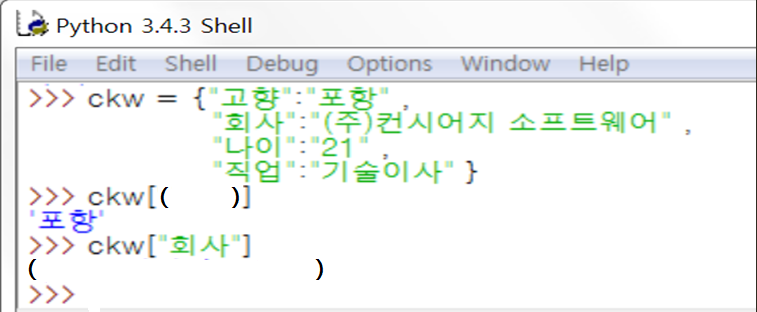 Python 3.4.3 Shell
File Edit Shell Debug Options Window Help
>>> ckw = {"고향":"포항",
"회사":"(주)컨시어지 소프트웨어",
"나이":"21",
"직업":"기술이사"}
>>> ckw[(    )]
'포항'
>>> ckw["회사"]
(                    )
>>>